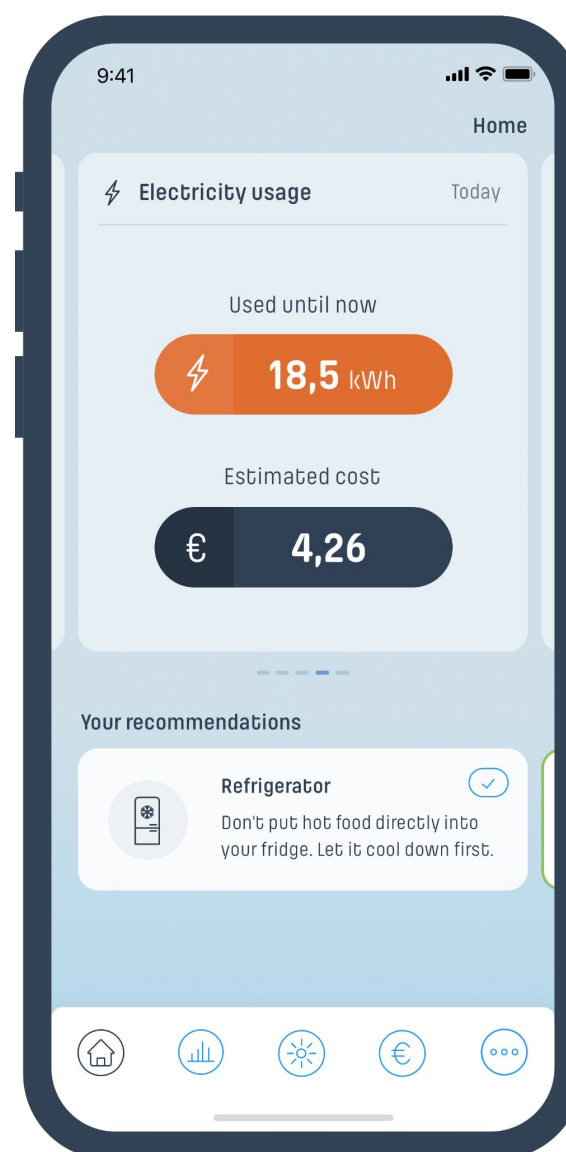 9:41
Home
Electricity usage Today
Used until now
18,5 kWh
Estimated cost
€ 4,26
Your recommendations
Refrigerator
Don't put hot food directly into
your fridge. Let it cool down first.
€